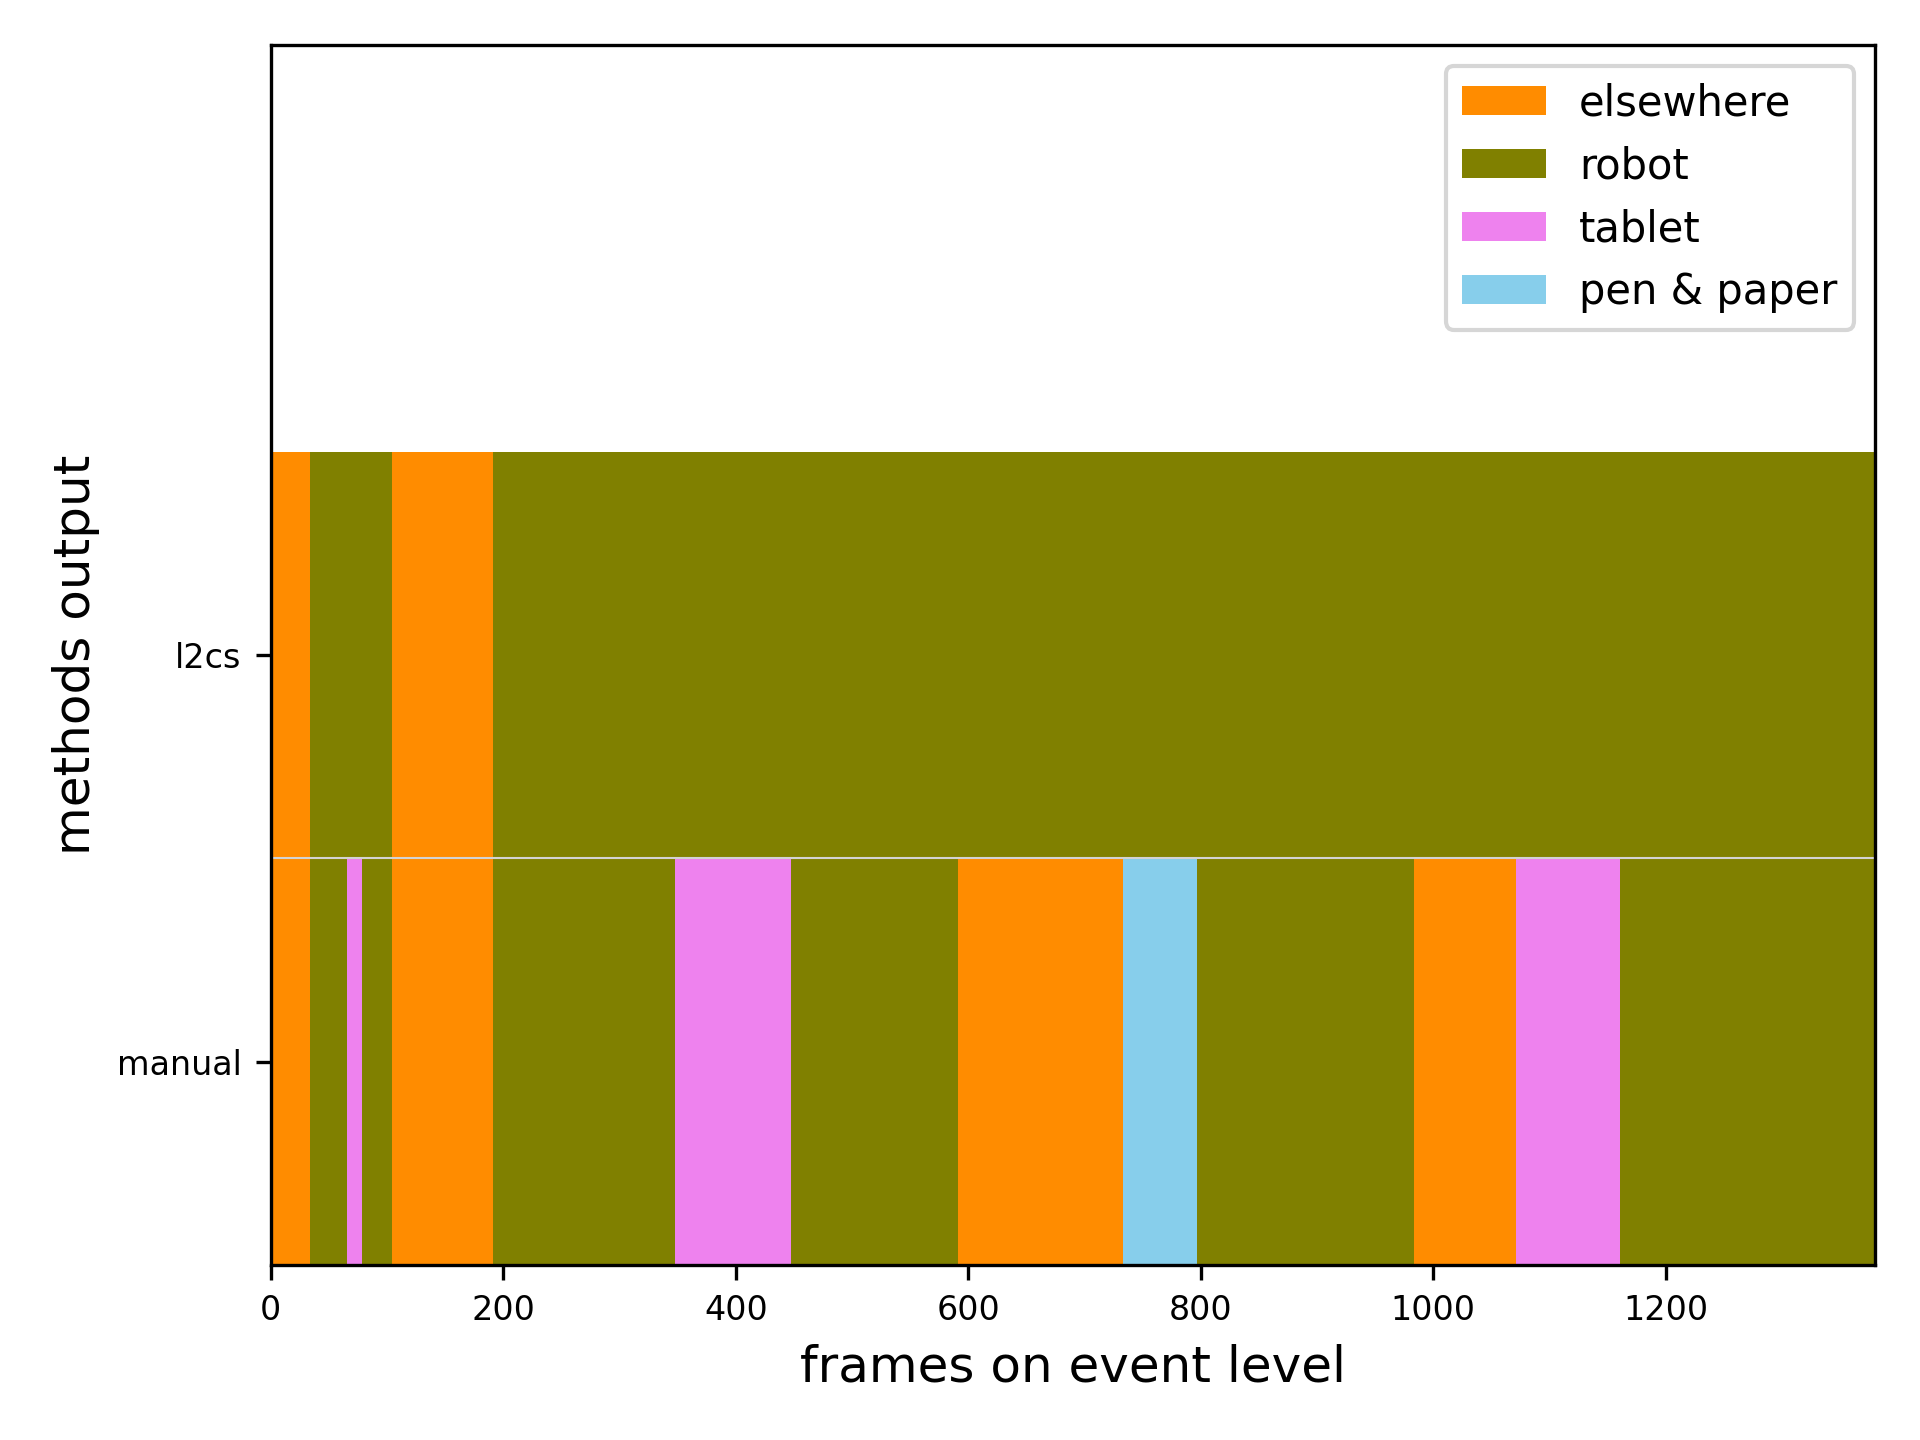 elsewhere
robot
tablet
pen & paper
methods output
l2cs
manual
0 200 400 600 800 1000 1200
frames on event level